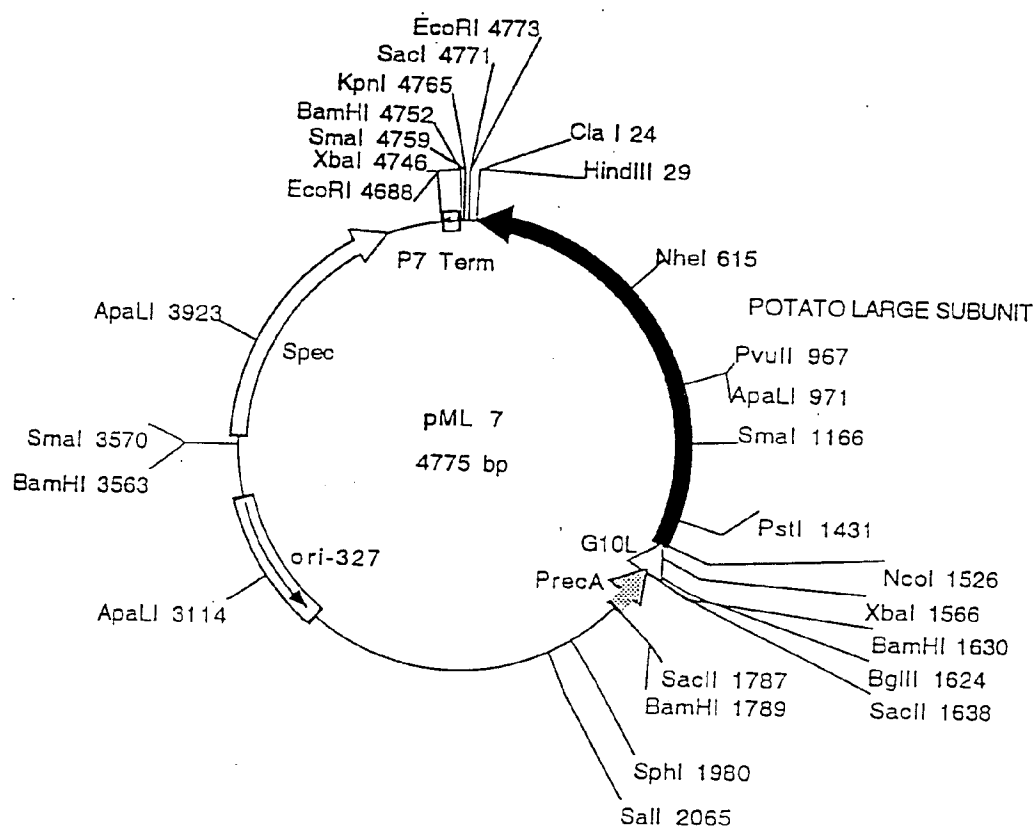 EcoRI 4773
SacI 4771
KpnI 4765
BamHI 4752
SmaI 4759
XbaI 4746
EcoRI 4688
Cla I 24
HindIII 29
P7 Term
NheI 615
POTATO LARGE SUBUNIT
ApaLI 3923
Spec
PvuII 967
ApaLI 971
pML 7
4775 bp
SmaI 1166
SmaI 3570
BamHI 3563
PstI 1431
G10L
ori-327
PrecA
NcoI 1526
ApaLI 3114
XbaI 1566
BamHI 1630
BglII 1624
SacII 1638
SacII 1787
BamHI 1789
SphI 1980
SalI 2065